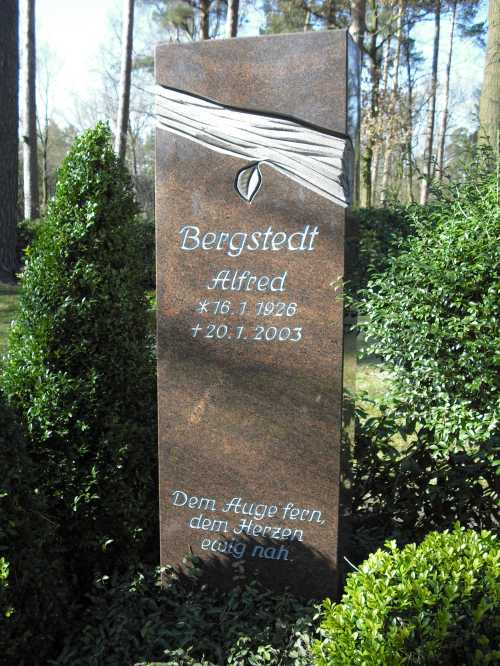 Bergstedt
Alfred
*16.1.1926
+20.1.2003
Dem Auge fern,
dem Herzen
ewig nah.